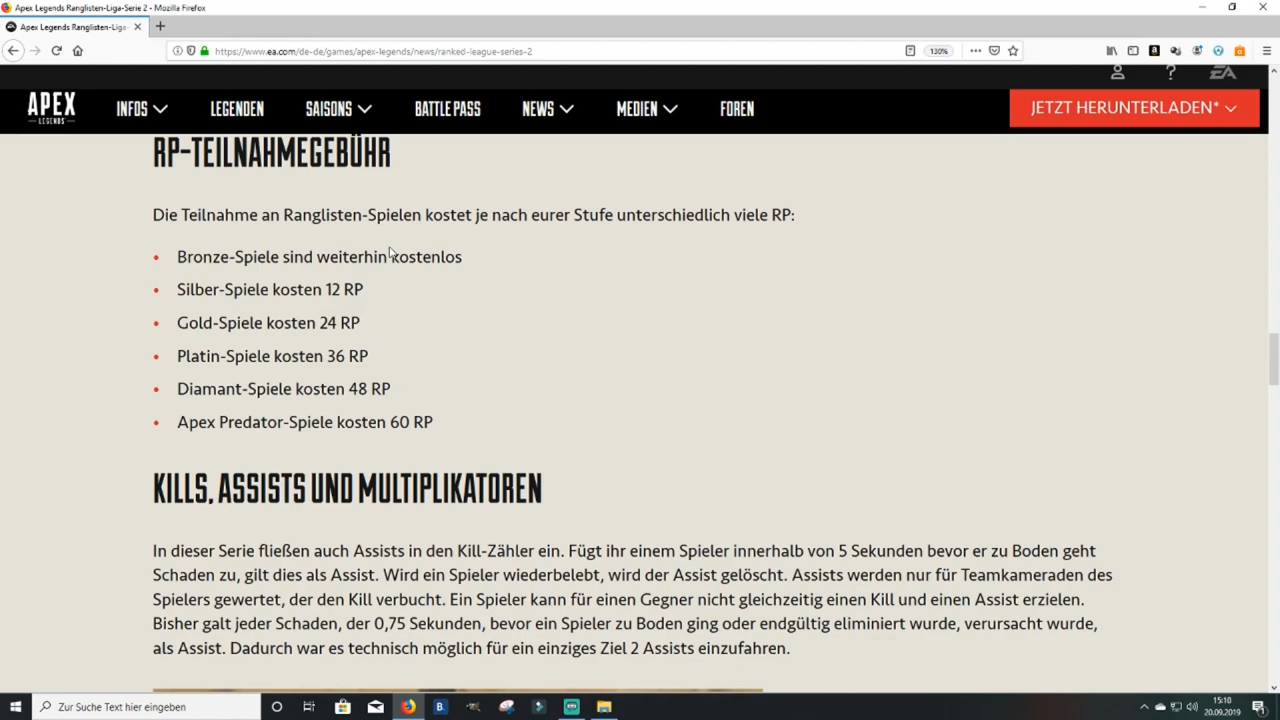 Apex Legends Ranglisten-Liga-Serie 2 - Mozilla Firefox
Apex Legends Ranglisten-Liga
https://www.ea.com/de-de/games/apex-legends/news/ranked-league-series-2
130%
APEX
LEGENDS
INFOS
LEGENDEN
SAISONS
BATTLE PASS
NEWS
MEDIEN
FOREN
EA
JETZT HERUNTERLADEN*
RP-TEILNAHMEGEBÜHR
Die Teilnahme an Ranglisten-Spielen kostet je nach eurer Stufe unterschiedlich viele RP:
• Bronze-Spiele sind weiterhin kostenlos
• Silber-Spiele kosten 12 RP
• Gold-Spiele kosten 24 RP
• Platin-Spiele kosten 36 RP
• Diamant-Spiele kosten 48 RP
• Apex Predator-Spiele kosten 60 RP
KILLS, ASSISTS UND MULTIPLIKATOREN
In dieser Serie fließen auch Assists in den Kill-Zähler ein. Fügt ihr einem Spieler innerhalb von 5 Sekunden bevor er zu Boden geht
Schaden zu, gilt dies als Assist. Wird ein Spieler wiederbelebt, wird der Assist gelöscht. Assists werden nur für Teamkameraden des
Spielers gewertet, der den Kill verbucht. Ein Spieler kann für einen Gegner nicht gleichzeitig einen Kill und einen Assist erzielen.
Bisher galt jeder Schaden, der 0,75 Sekunden, bevor ein Spieler zu Boden ging oder endgültig eliminiert wurde, verursacht wurde,
als Assist. Dadurch war es technisch möglich für ein einziges Ziel 2 Assists einzufahren.
Zur Suche Text hier eingeben
15:10
20.09.2019